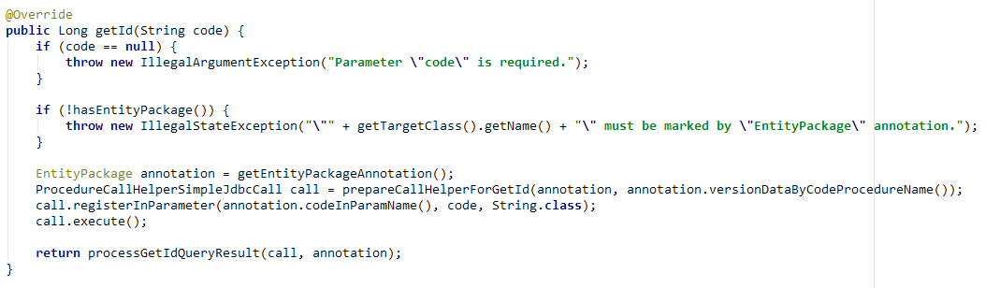 @Override
public Long getId(String code) {
    if (code == null) {
        throw new IllegalArgumentException("Parameter \"code\" is required.");
    }

    if (!hasEntityPackage()) {
        throw new IllegalStateException("\"" + getTargetClass().getName() + "\" must be marked by \"EntityPackage\" annotation.");
    }

    EntityPackage annotation = getEntityPackageAnnotation();
    ProcedureCallHelperSimpleJdbcCall call = prepareCallHelperForGetId(annotation, annotation.versionDataByCodeProcedureName());
    call.registerInParameter(annotation.codeInParamName(), code, String.class);
    call.execute();

    return processGetIdQueryResult(call, annotation);
}